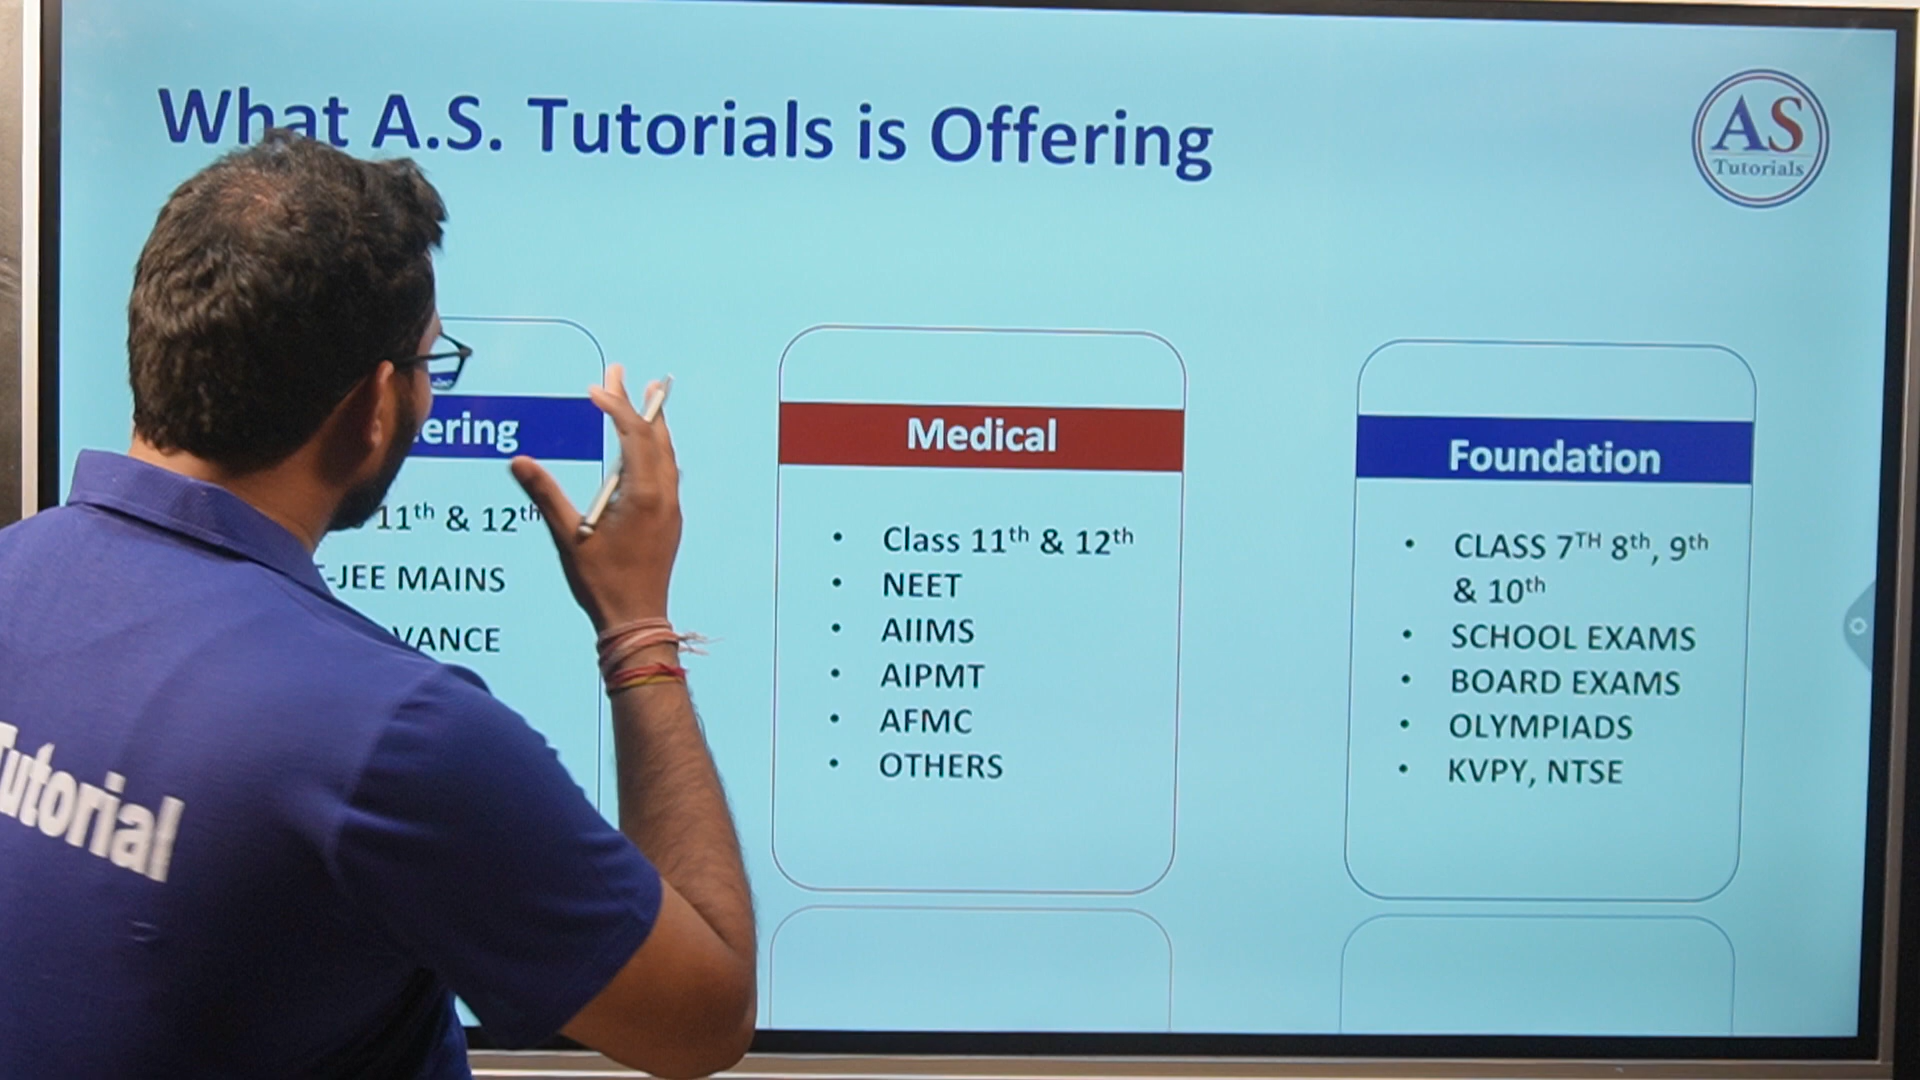 What A.S. Tutorials is Offering
AS
Tutorials
ering
11th & 12th
-JEE MAINS
VANCE
Medical
• Class 11th & 12th
• NEET
• AIIMS
• AIPMT
• AFMC
• OTHERS
Foundation
• CLASS 7TH 8th, 9th
& 10th
• SCHOOL EXAMS
• BOARD EXAMS
• OLYMPIADS
• KVPY, NTSE
utorial